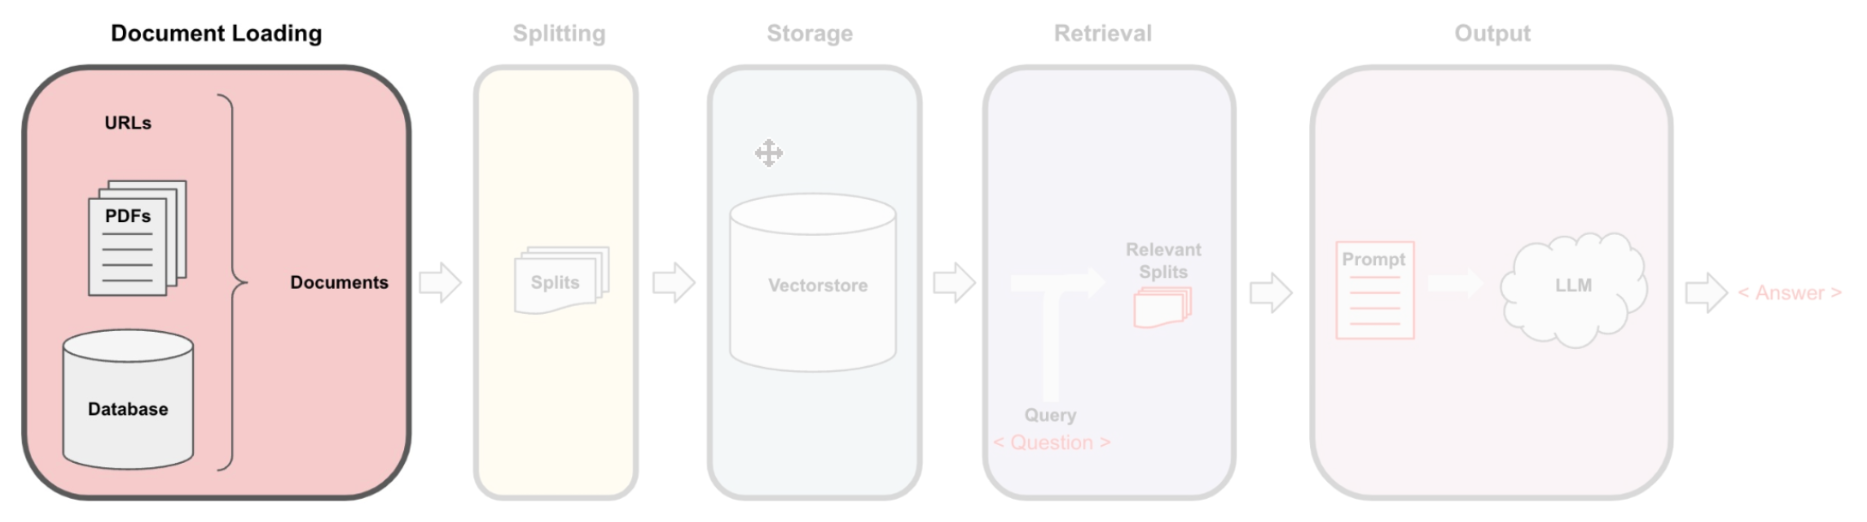 Document Loading
Splitting
Storage
Retrieval
Output
URLs
PDFs
Database
Documents
Splits
Vectorstore
Relevant
Splits
Query
< Question >
Prompt
LLM
< Answer >